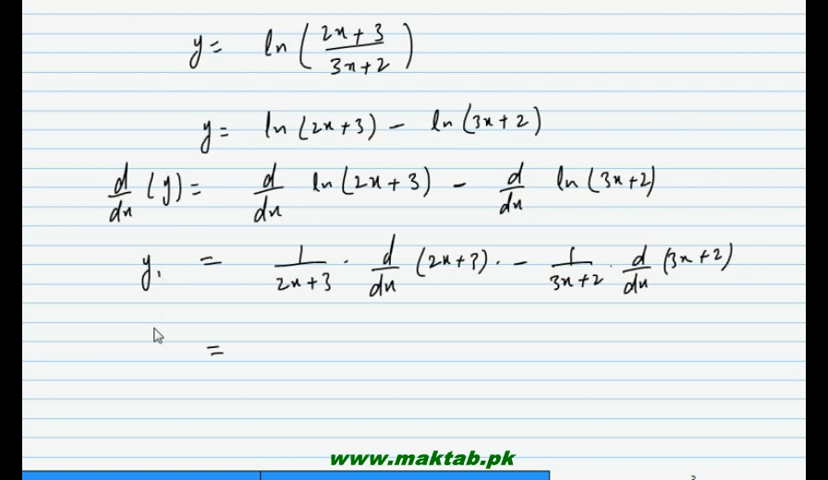 y = ln ( 2x+3 / 3x+2 )
y = ln (2x+3) - ln (3x+2)
d/dx (y) = d/dx ln (2x+3) - d/dx ln (3x+2)
y₁ = 1/2x+3 . d/dx (2x+3) . - 1/3x+2 . d/dx (3x+2)
=
www.maktab.pk